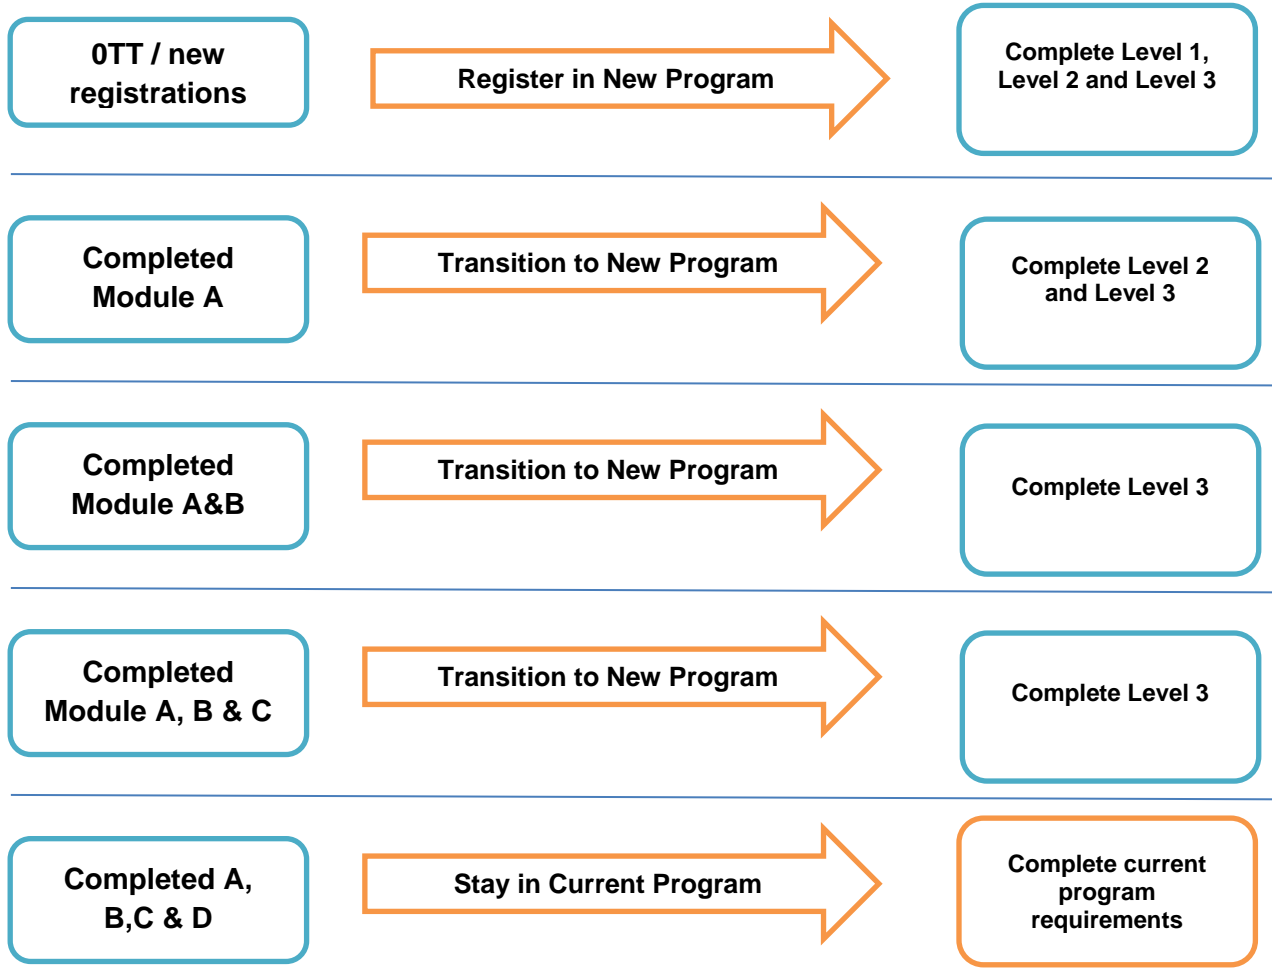 0TT / new
registrations
Register in New Program
Complete Level 1,
Level 2 and Level 3
Completed
Module A
Transition to New Program
Complete Level 2
and Level 3
Completed
Module A&B
Transition to New Program
Complete Level 3
Completed
Module A, B & C
Transition to New Program
Complete Level 3
Completed A,
B,C & D
Stay in Current Program
Complete current
program
requirements